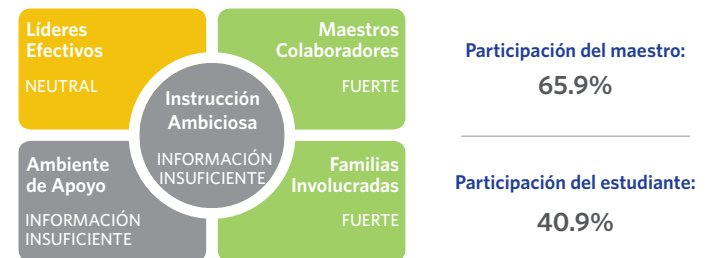 Líderes
Efectivos
NEUTRAL
Maestros
Colaboradores
FUERTE
Instrucción
Ambiciosa
INFORMACIÓN
INSUFICIENTE
Ambiente
de Apoyo
INFORMACIÓN
INSUFICIENTE
Familias
Involucradas
FUERTE
Participación del maestro:
65.9%
Participación del estudiante:
40.9%